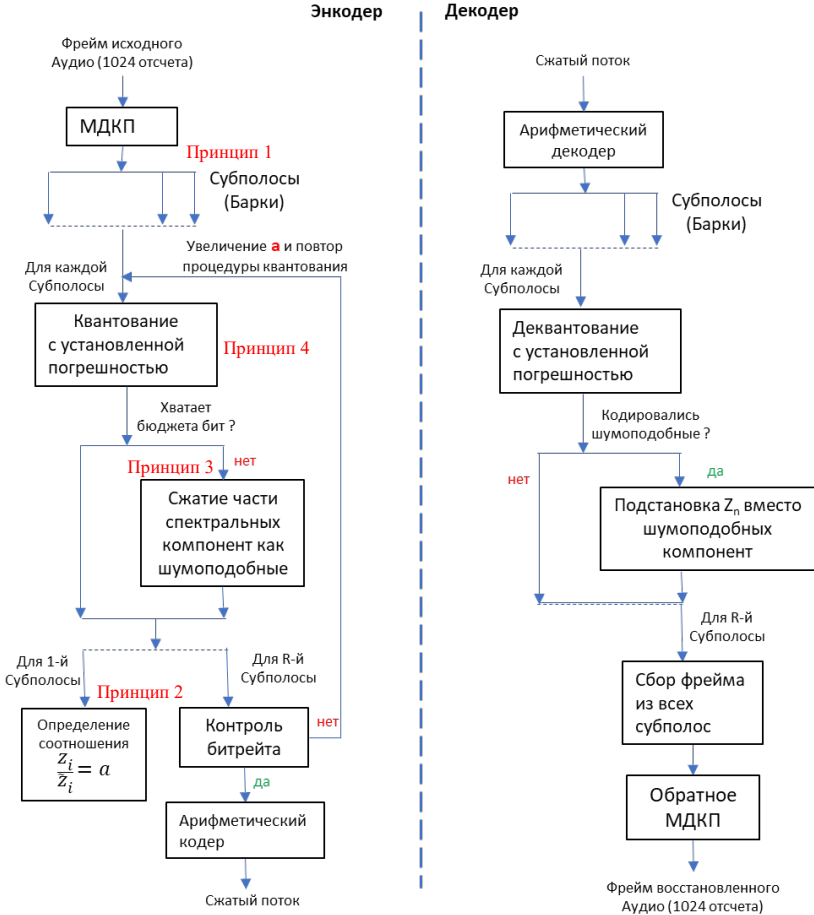 Энкодер
Фрейм исходного
Аудио (1024 отсчета)
МДКП
Принцип 1
Субполосы
(Барки)
Увеличение а и повтор
процедуры квантования
Для каждой
Субполосы
Квантование
с установленной
погрешностью
Принцип 4
Хватает
бюджета бит ?
Принцип 3
нет
Сжатие части
спектральных
компонент как
шумоподобные
Для 1-й
Субполосы
Для R-й
Субполосы
Принцип 2
Определение
соотношения
z_i
/ z̃_i = a
Контроль
битрейта
нет
да
Арифметический
кодер
Сжатый поток
Декодер
Сжатый поток
Арифметический
декодер
Субполосы
(Барки)
Для каждой
Субполосы
Деквантование
с установленной
погрешностью
Кодировались
шумоподобные ?
нет
да
Подстановка Zn вместо
шумоподобных
компонент
Для R-й
Субполосы
Сбор фрейма
из всех
субполос
Обратное
МДКП
Фрейм восстановленного
Аудио (1024 отсчета)